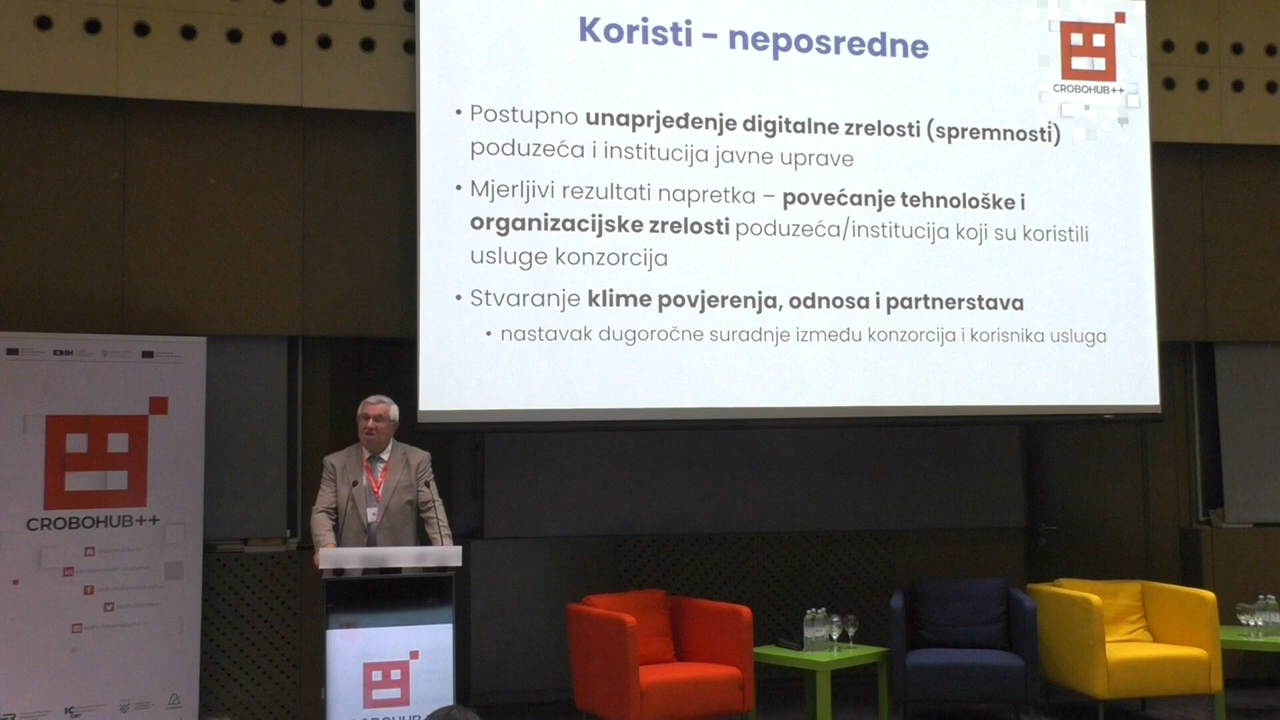 Koristi - neposredne
CROBOHUB++
• Postupno unaprjeđenje digitalne zrelosti (spremnosti)
poduzeća i institucija javne uprave
• Mjerljivi rezultati napretka – povećanje tehnološke i
organizacijske zrelosti poduzeća/institucija koji su koristili
usluge konzorcija
• Stvaranje klime povjerenja, odnosa i partnerstava
• nastavak dugoročne suradnje između konzorcija i korisnika usluga
EDIH
CROBOHUB++
CROBOHUB++